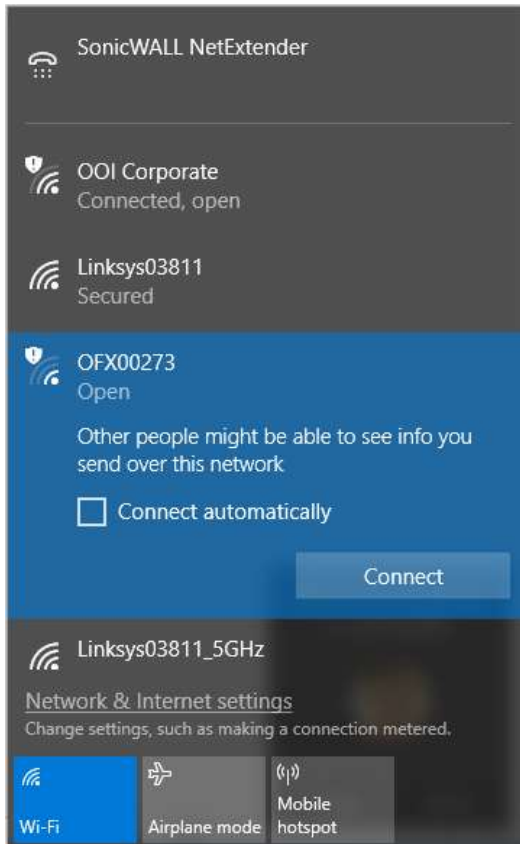 SonicWALL NetExtender
OOI Corporate
Connected, open
Linksys03811
Secured
OFX00273
Open
Other people might be able to see info you
send over this network
Connect automatically
Connect
Linksys03811_5GHz
Network & Internet settings
Change settings, such as making a connection metered.
Wi-Fi
Airplane mode
Mobile
hotspot